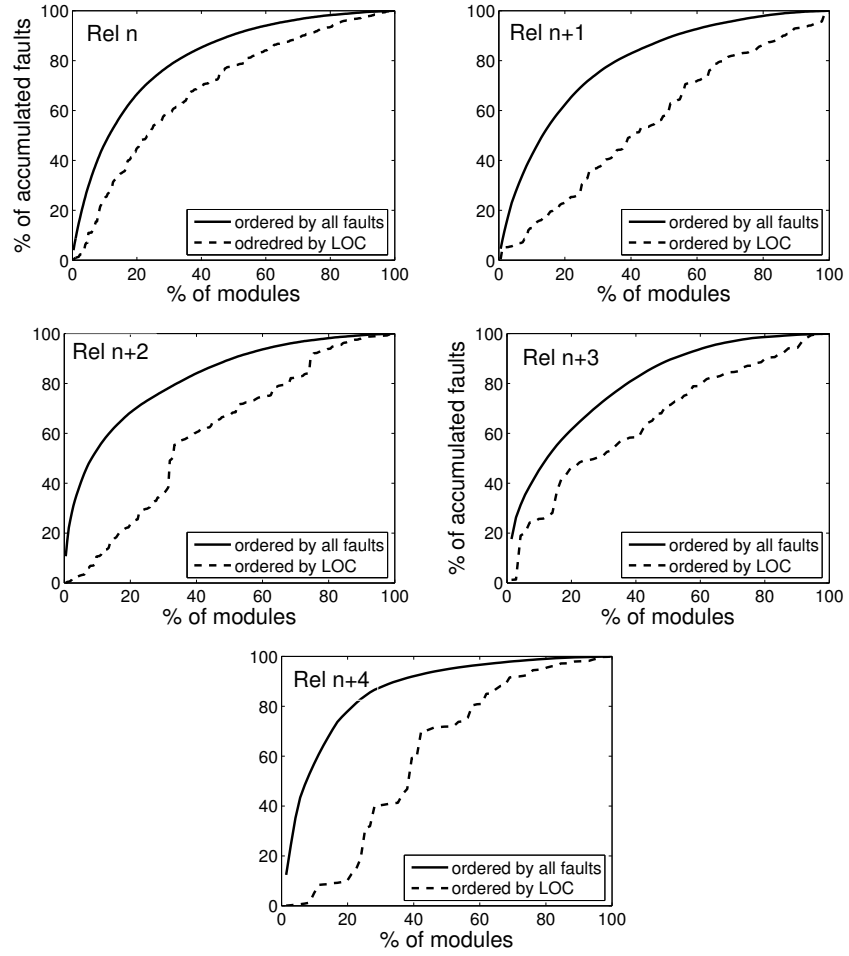 Rel n
% of accumulated faults
100
80
60
40
20
0
ordered by all faults
odredred by LOC
0 20 40 60 80 100
% of modules
Rel n+1
100
80
60
40
20
0
ordered by all faults
ordered by LOC
0 20 40 60 80 100
% of modules
Rel n+2
100
80
60
40
20
0
ordered by all faults
ordered by LOC
0 20 40 60 80 100
% of modules
Rel n+3
% of accumulated faults
100
80
60
40
20
0
ordered by all faults
ordered by LOC
0 20 40 60 80 100
% of modules
Rel n+4
100
80
60
40
20
0
ordered by all faults
ordered by LOC
0 20 40 60 80 100
% of modules